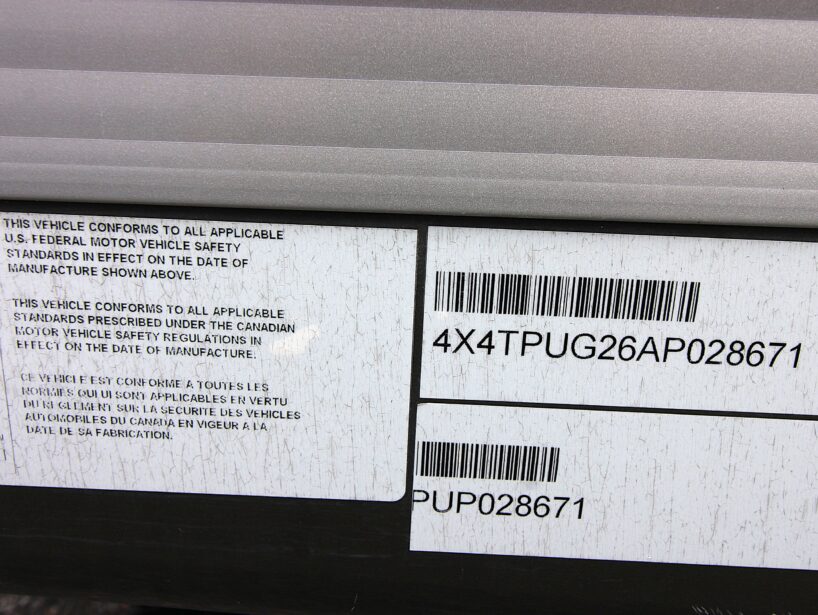 THIS VEHICLE CONFORMS TO ALL APPLICABLE
U.S. FEDERAL MOTOR VEHICLE SAFETY
STANDARDS IN EFFECT ON THE DATE OF
MANUFACTURE SHOWN ABOVE.
THIS VEHICLE CONFORMS TO ALL APPLICABLE
STANDARDS PRESCRIBED UNDER THE CANADIAN
MOTOR VEHICLE SAFETY REGULATIONS IN
EFFECT ON THE DATE OF MANUFACTURE.
CE VEHICLE EST CONFORME A TOUTES LES
NORMES QUI LUI SONT APPLICABLES EN VERTU
DU REGLEMENT SUR LA SECURITE DES VEHICLES
AUTOMOBILES DU CANADA EN VIGEUR A LA
DATE DE SA FABRICATION.
4X4TPUG26AP028671
PUP028671